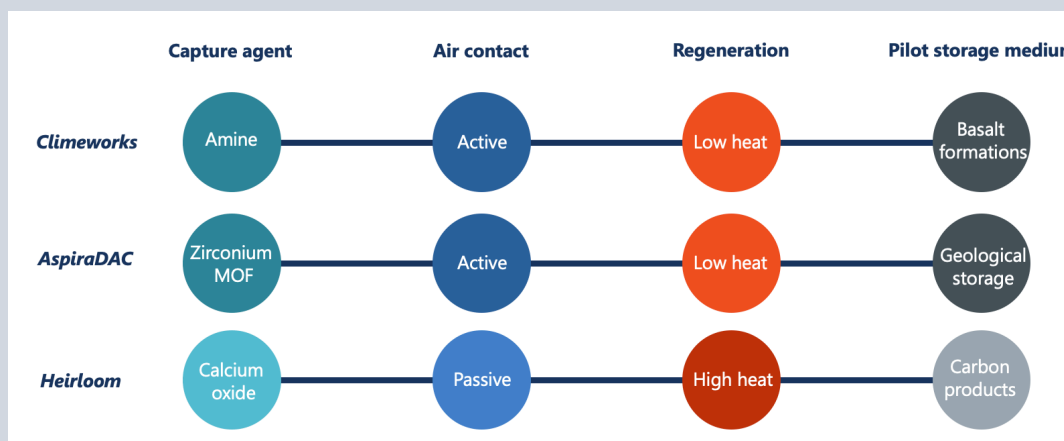 Capture agent
Air contact
Regeneration
Pilot storage medium
Climeworks
Amine
Active
Low heat
Basalt
formations
AspiraDAC
Zirconium
MOF
Active
Low heat
Geological
storage
Heirloom
Calcium
oxide
Passive
High heat
Carbon
products